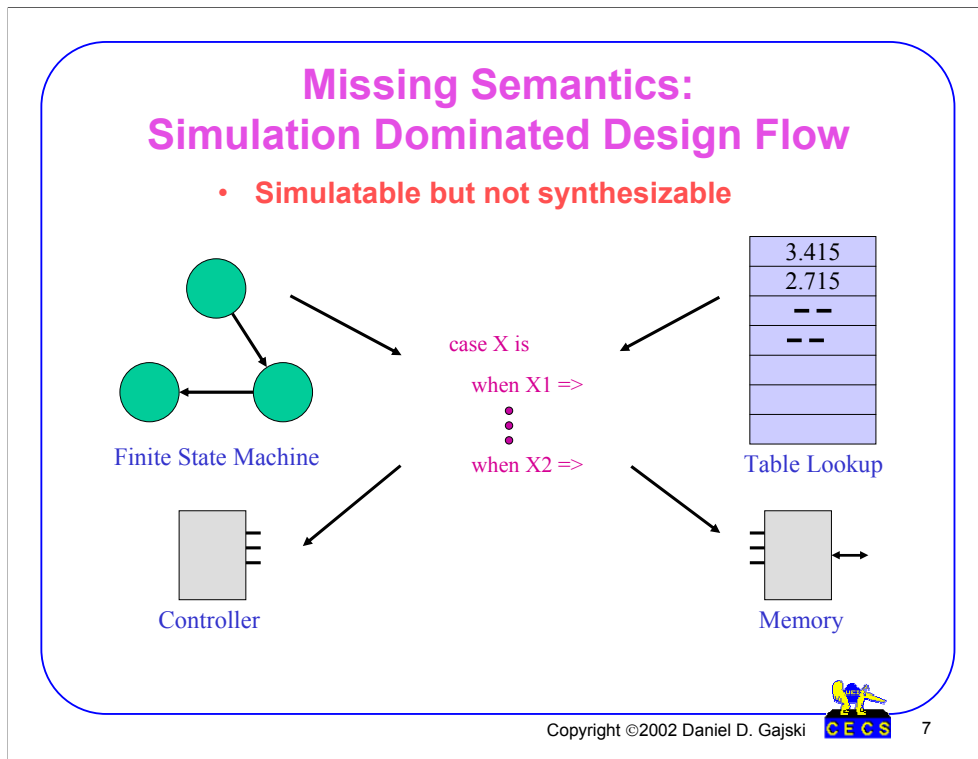 Missing Semantics:
Simulation Dominated Design Flow
• Simulatable but not synthesizable
3.415
2.715
– –
– –
case X is
when X1 =>
when X2 =>
Finite State Machine
Table Lookup
Controller
Memory
Copyright ©2002 Daniel D. Gajski
UCI
CECS
7